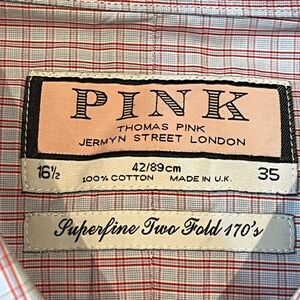 PINK
THOMAS PINK
JERMYN STREET LONDON
16½ 42/89cm 35
100% COTTON MADE IN U.K.
Superfine Two Fold 170's